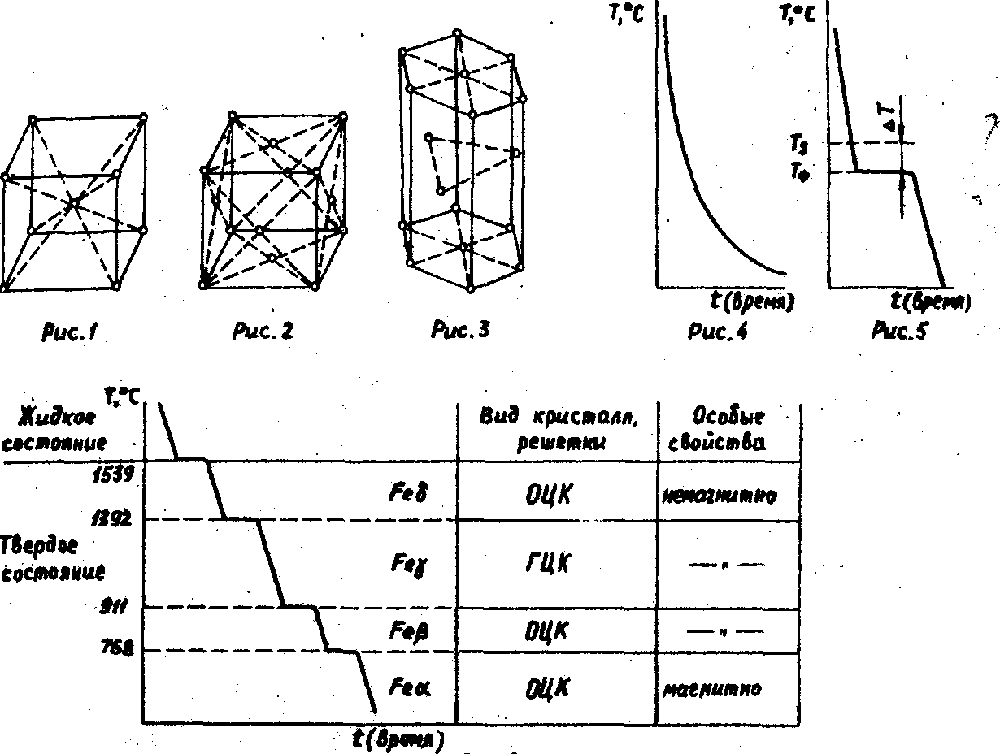 T,°C
T,°C
ΔT
Tₛ
Tф
t (время)
t (время)
Рис.1
Рис.2
Рис.3
Рис.4
Рис.5
T,°C
Жидкое
состояние
Вид кристалл.
решетки
Особые
свойства
1539
Feδ
ОЦК
немагнитно
1392
Твердое
состояние
Feγ
ГЦК
— " —
911
Feβ
ОЦК
— " —
768
Feα
ОЦК
магнитно
t (время)